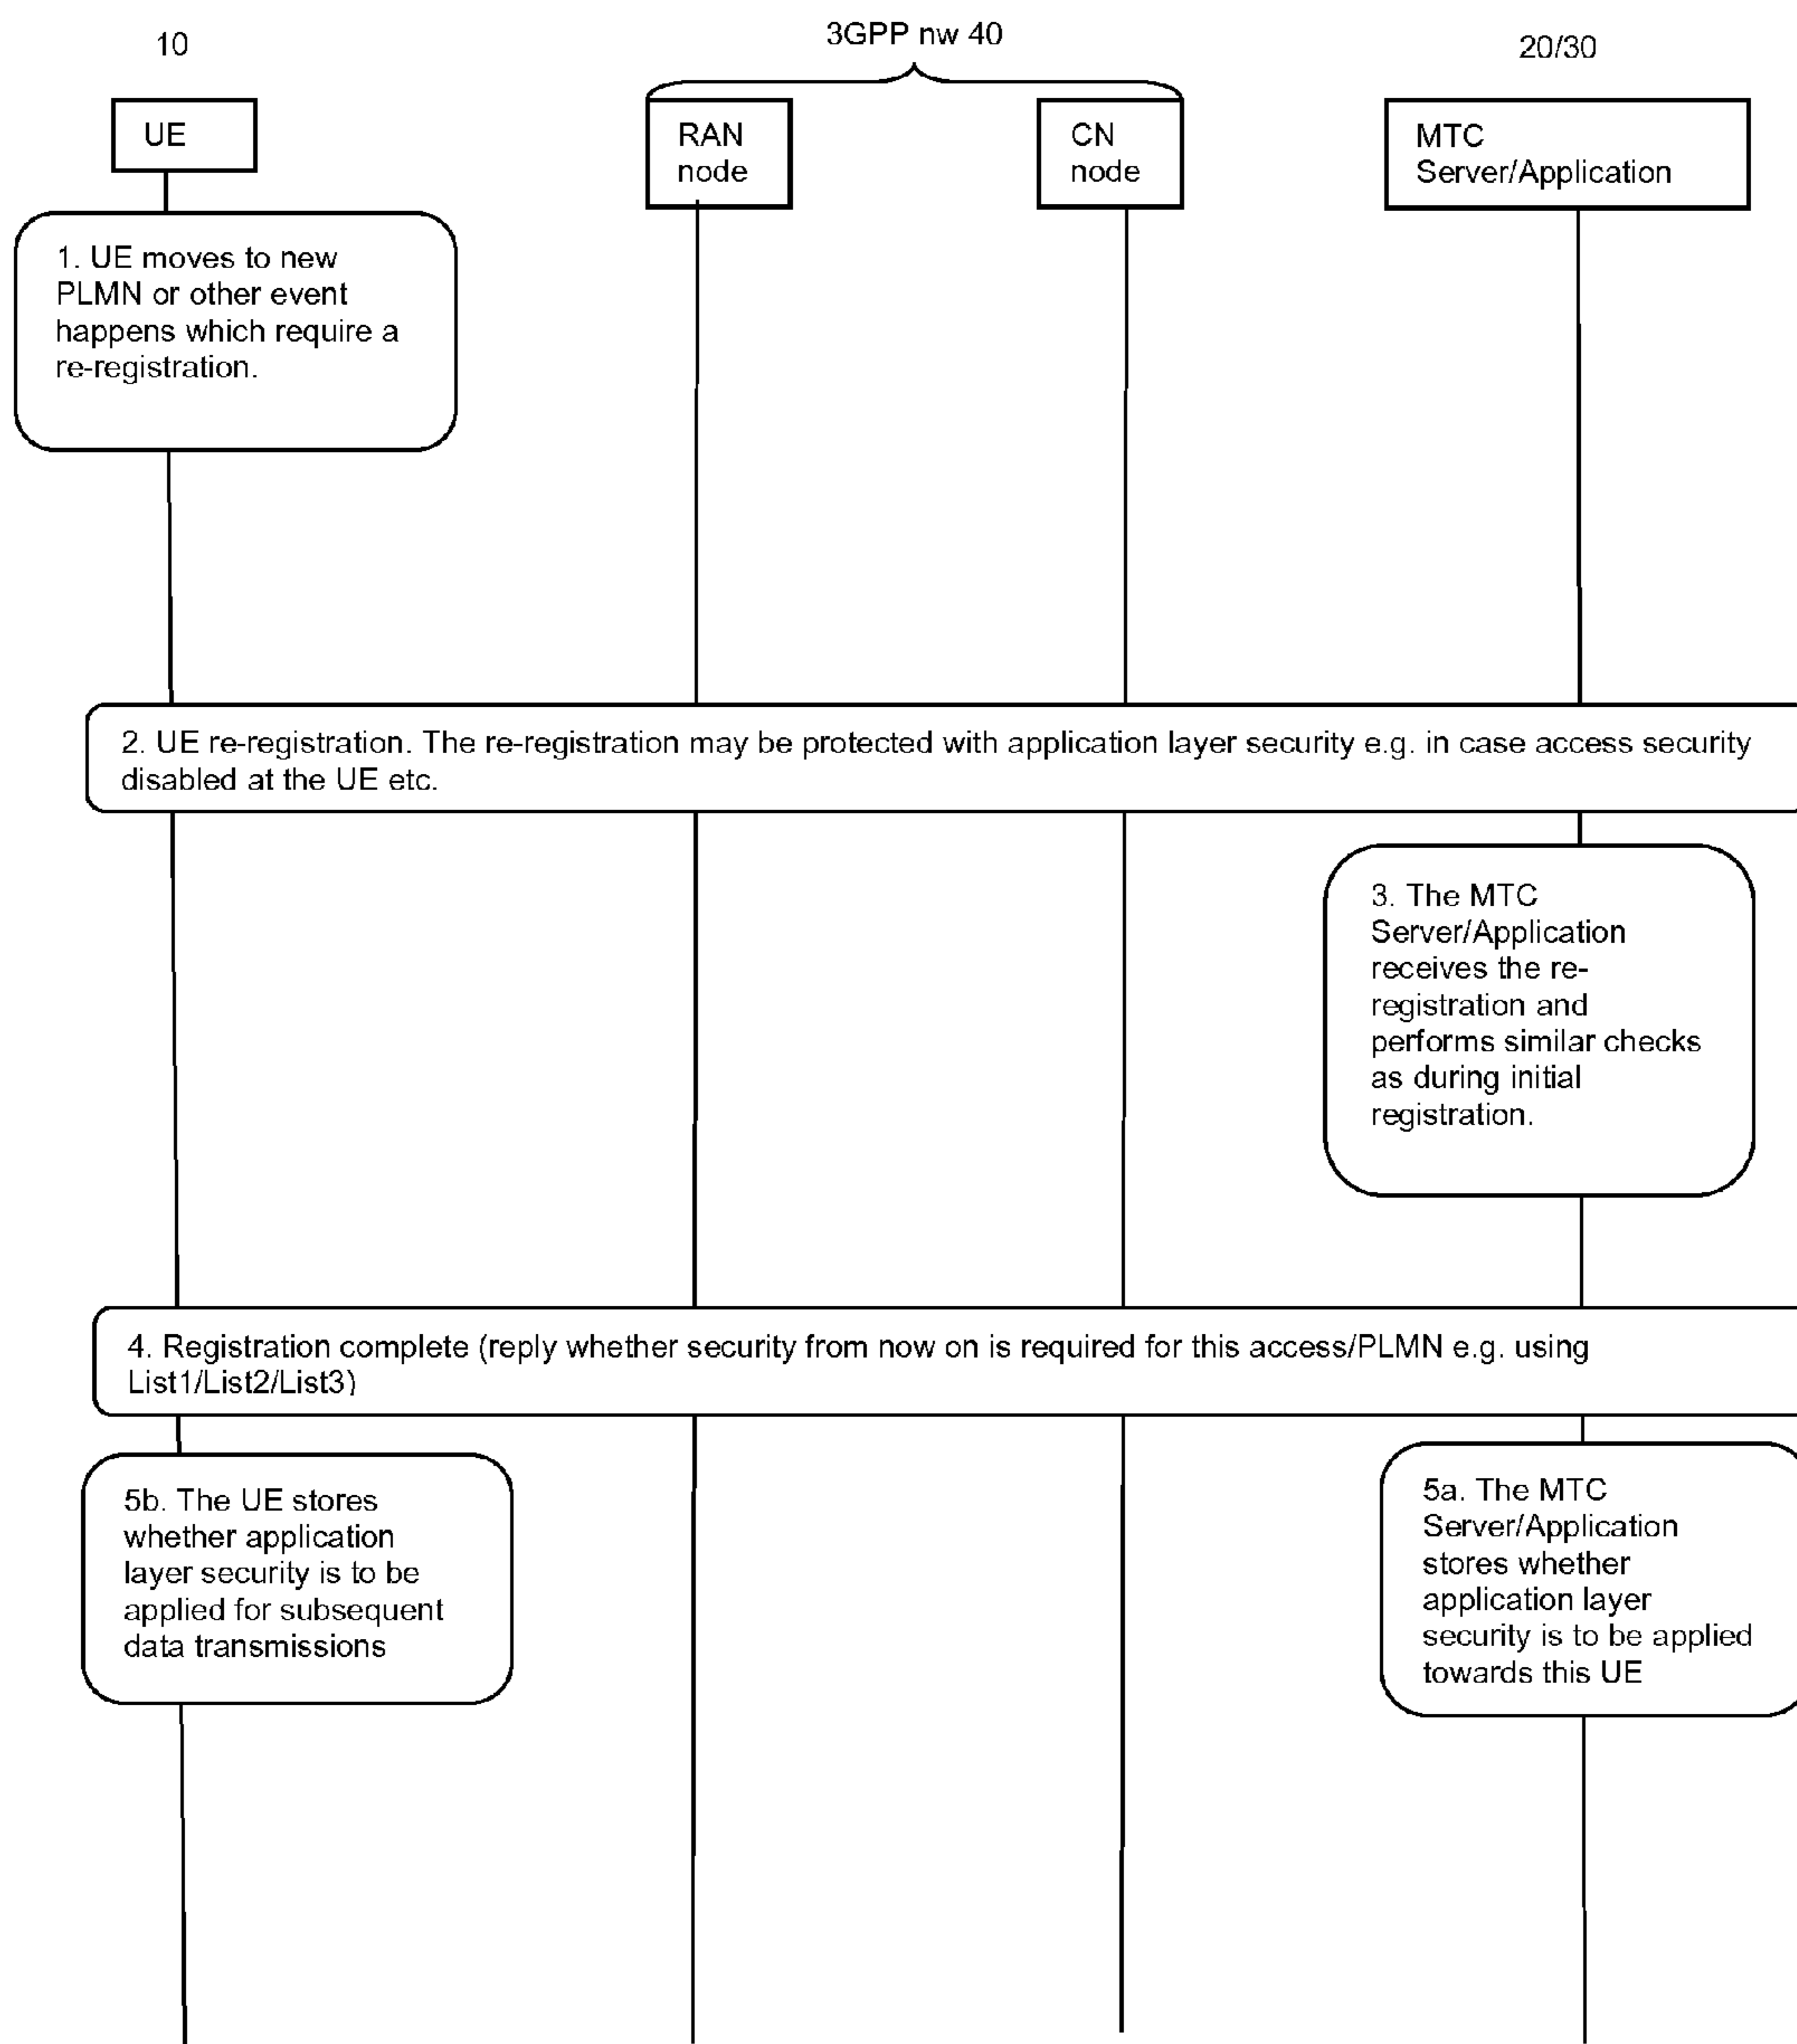 10
3GPP nw 40
20/30
UE
RAN
node
CN
node
MTC
Server/Application
1. UE moves to new
PLMN or other event
happens which require a
re-registration.
2. UE re-registration. The re-registration may be protected with application layer security e.g. in case access security
disabled at the UE etc.
3. The MTC
Server/Application
receives the re-
registration and
performs similar checks
as during initial
registration.
4. Registration complete (reply whether security from now on is required for this access/PLMN e.g. using
List1/List2/List3)
5b. The UE stores
whether application
layer security is to be
applied for subsequent
data transmissions
5a. The MTC
Server/Application
stores whether
application layer
security is to be applied
towards this UE